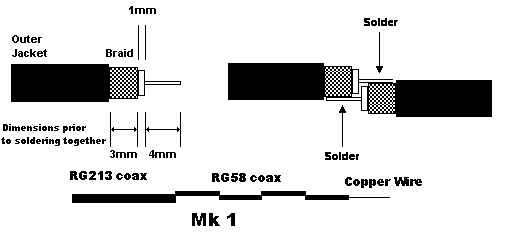 1mm
Outer
Jacket
Braid
Solder
Dimensions prior
to soldering together
3mm
4mm
Solder
RG213 coax
RG58 coax
Copper Wire
Mk 1